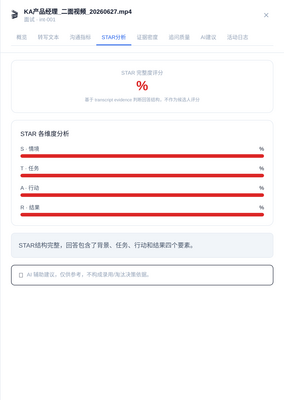 KA产品经理_二面视频_20260627.mp4
面试 · int-001
概览 转写文本 沟通指标 STAR分析 证据密度 追问质量 AI建议 活动日志
STAR 完整度评分
%
基于 transcript evidence 判断回答结构，不作为候选人评分
STAR 各维度分析
S · 情境 %
T · 任务 %
A · 行动 %
R · 结果 %
STAR结构完整，回答包含了背景、任务、行动和结果四个要素。
AI 辅助建议，仅供参考，不构成录用/淘汰决策依据。